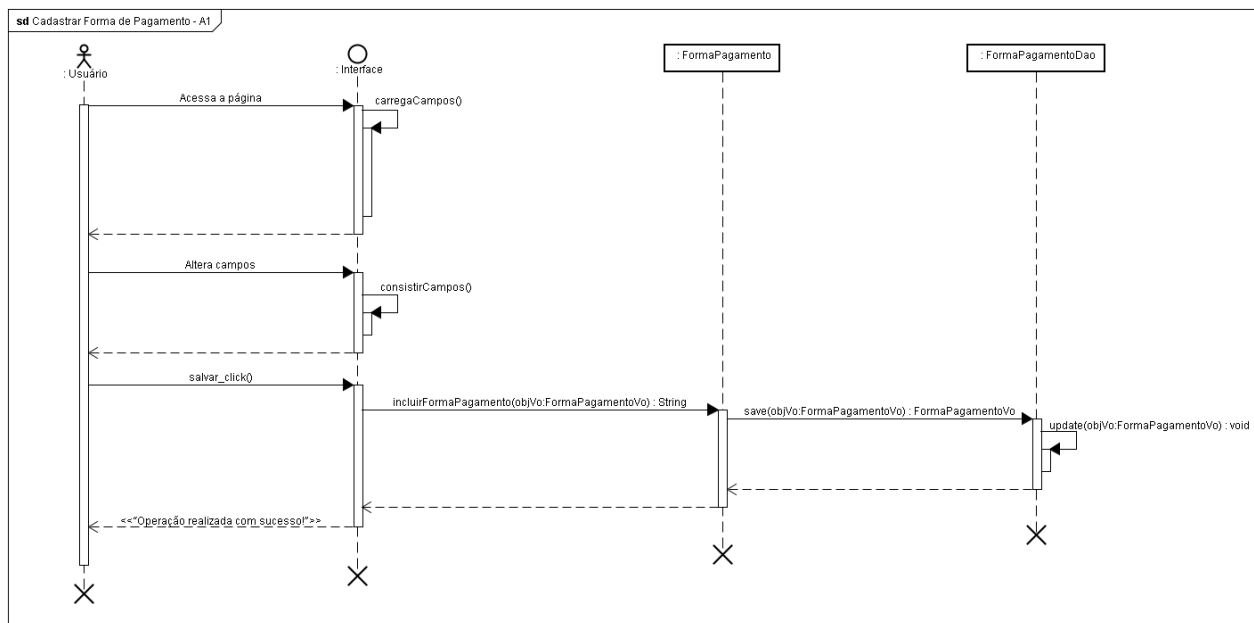 sd Cadastrar Forma de Pagamento - A1
: Usuário
: Interface
: FormaPagamento
: FormaPagamentoDao
Acessa a página
carregaCampos()
Altera campos
consistirCampos()
salvar_click()
incluirFormaPagamento(objVo:FormaPagamentoVo) : String
save(objVo:FormaPagamentoVo) : FormaPagamentoVo
update(objVo:FormaPagamentoVo) : void
<<"Operação realizada com sucesso!">>